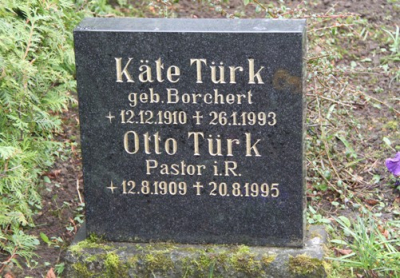 Käte Türk
geb. Borchert
+ 12.12.1910 ✝ 26.1.1993
Otto Türk
Pastor i.R.
+ 12.8.1909 ✝ 20.8.1995